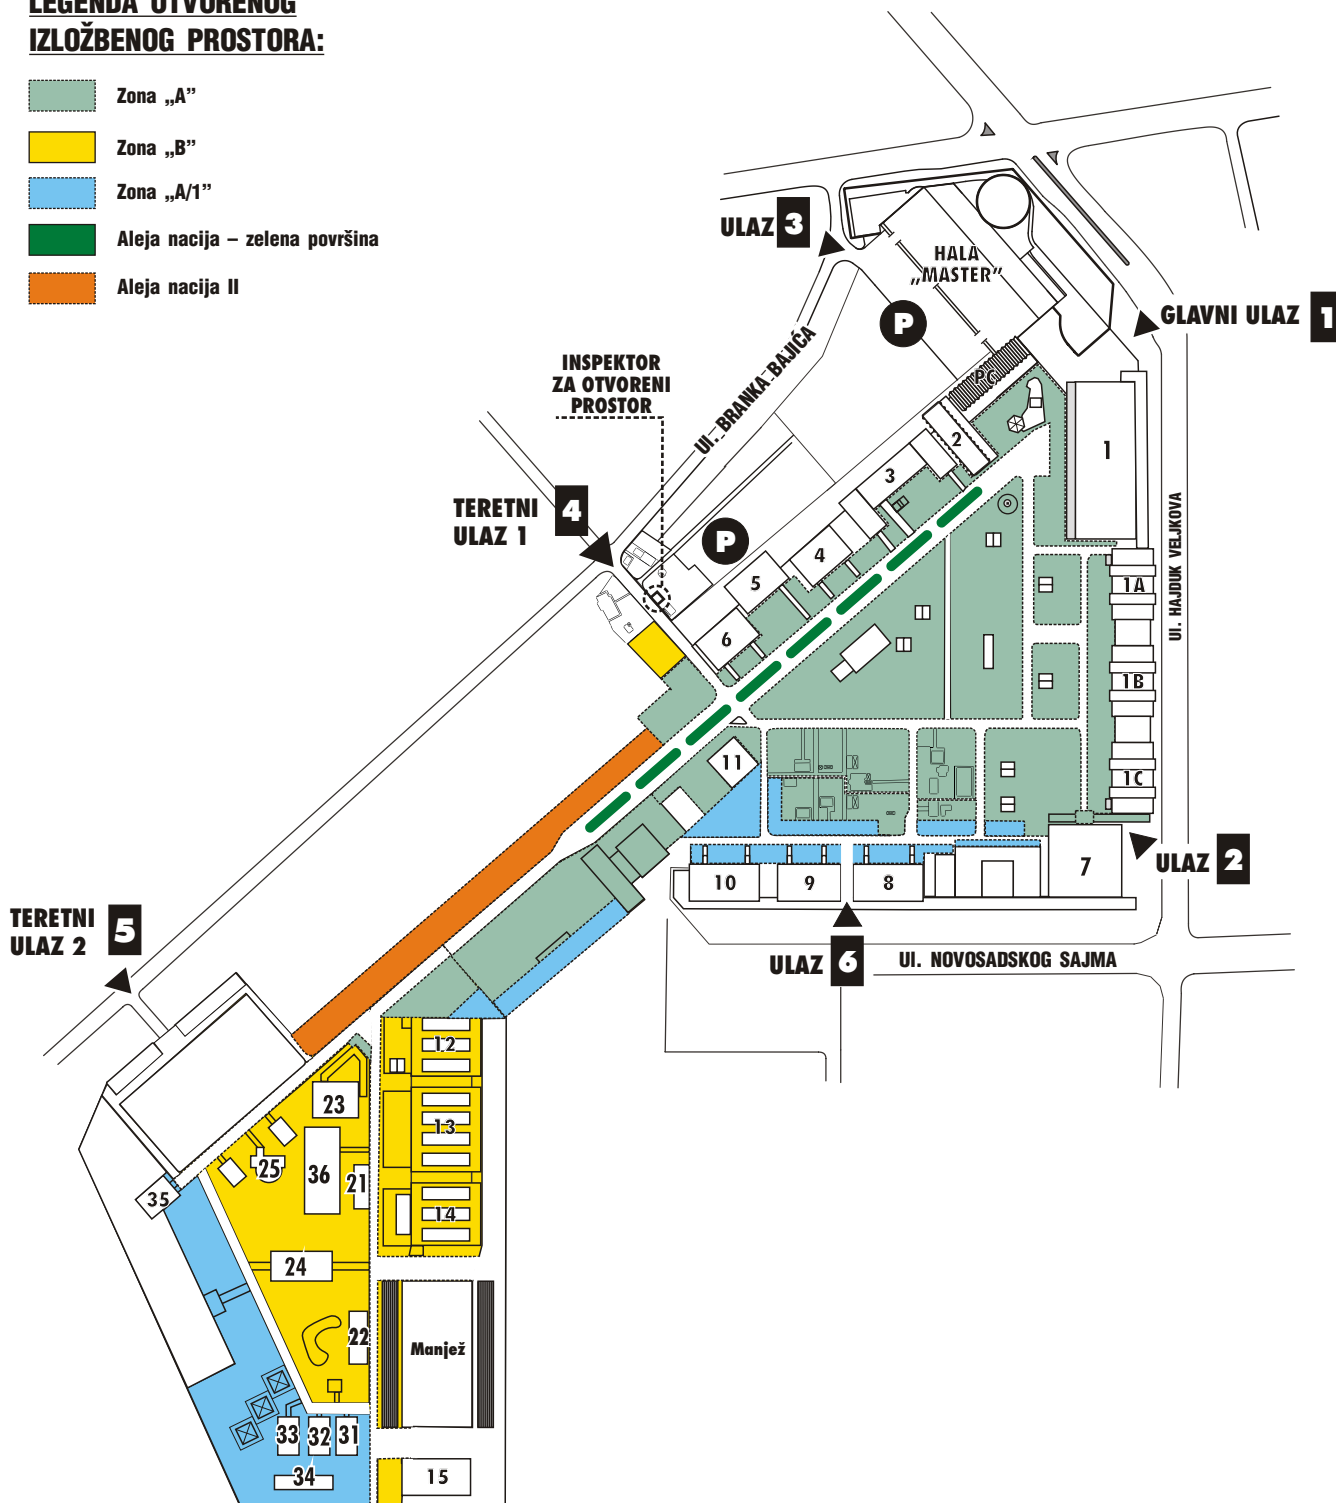 LEGENDA OTVORENOG
IZLOŽBENOG PROSTORA:
Zona „A”
Zona „B”
Zona „A/1”
Aleja nacija – zelena površina
Aleja nacija II
ULAZ 3
HALA
„MASTER”
P
GLAVNI ULAZ 1
Ul. BRANKA BAJIĆA
INSPEKTOR
ZA OTVORENI
PROSTOR
PC
2
1
3
TERETNI
ULAZ 1
4
P
4
5
6
1A
Ul. HAJDUK VELJKOVA
1B
11
1C
7
ULAZ 2
10
9
8
TERETNI
ULAZ 2
5
ULAZ 6
Ul. NOVOSADSKOG SAJMA
12
23
13
25
36
21
35
14
24
22
Manjež
33
32
31
34
15